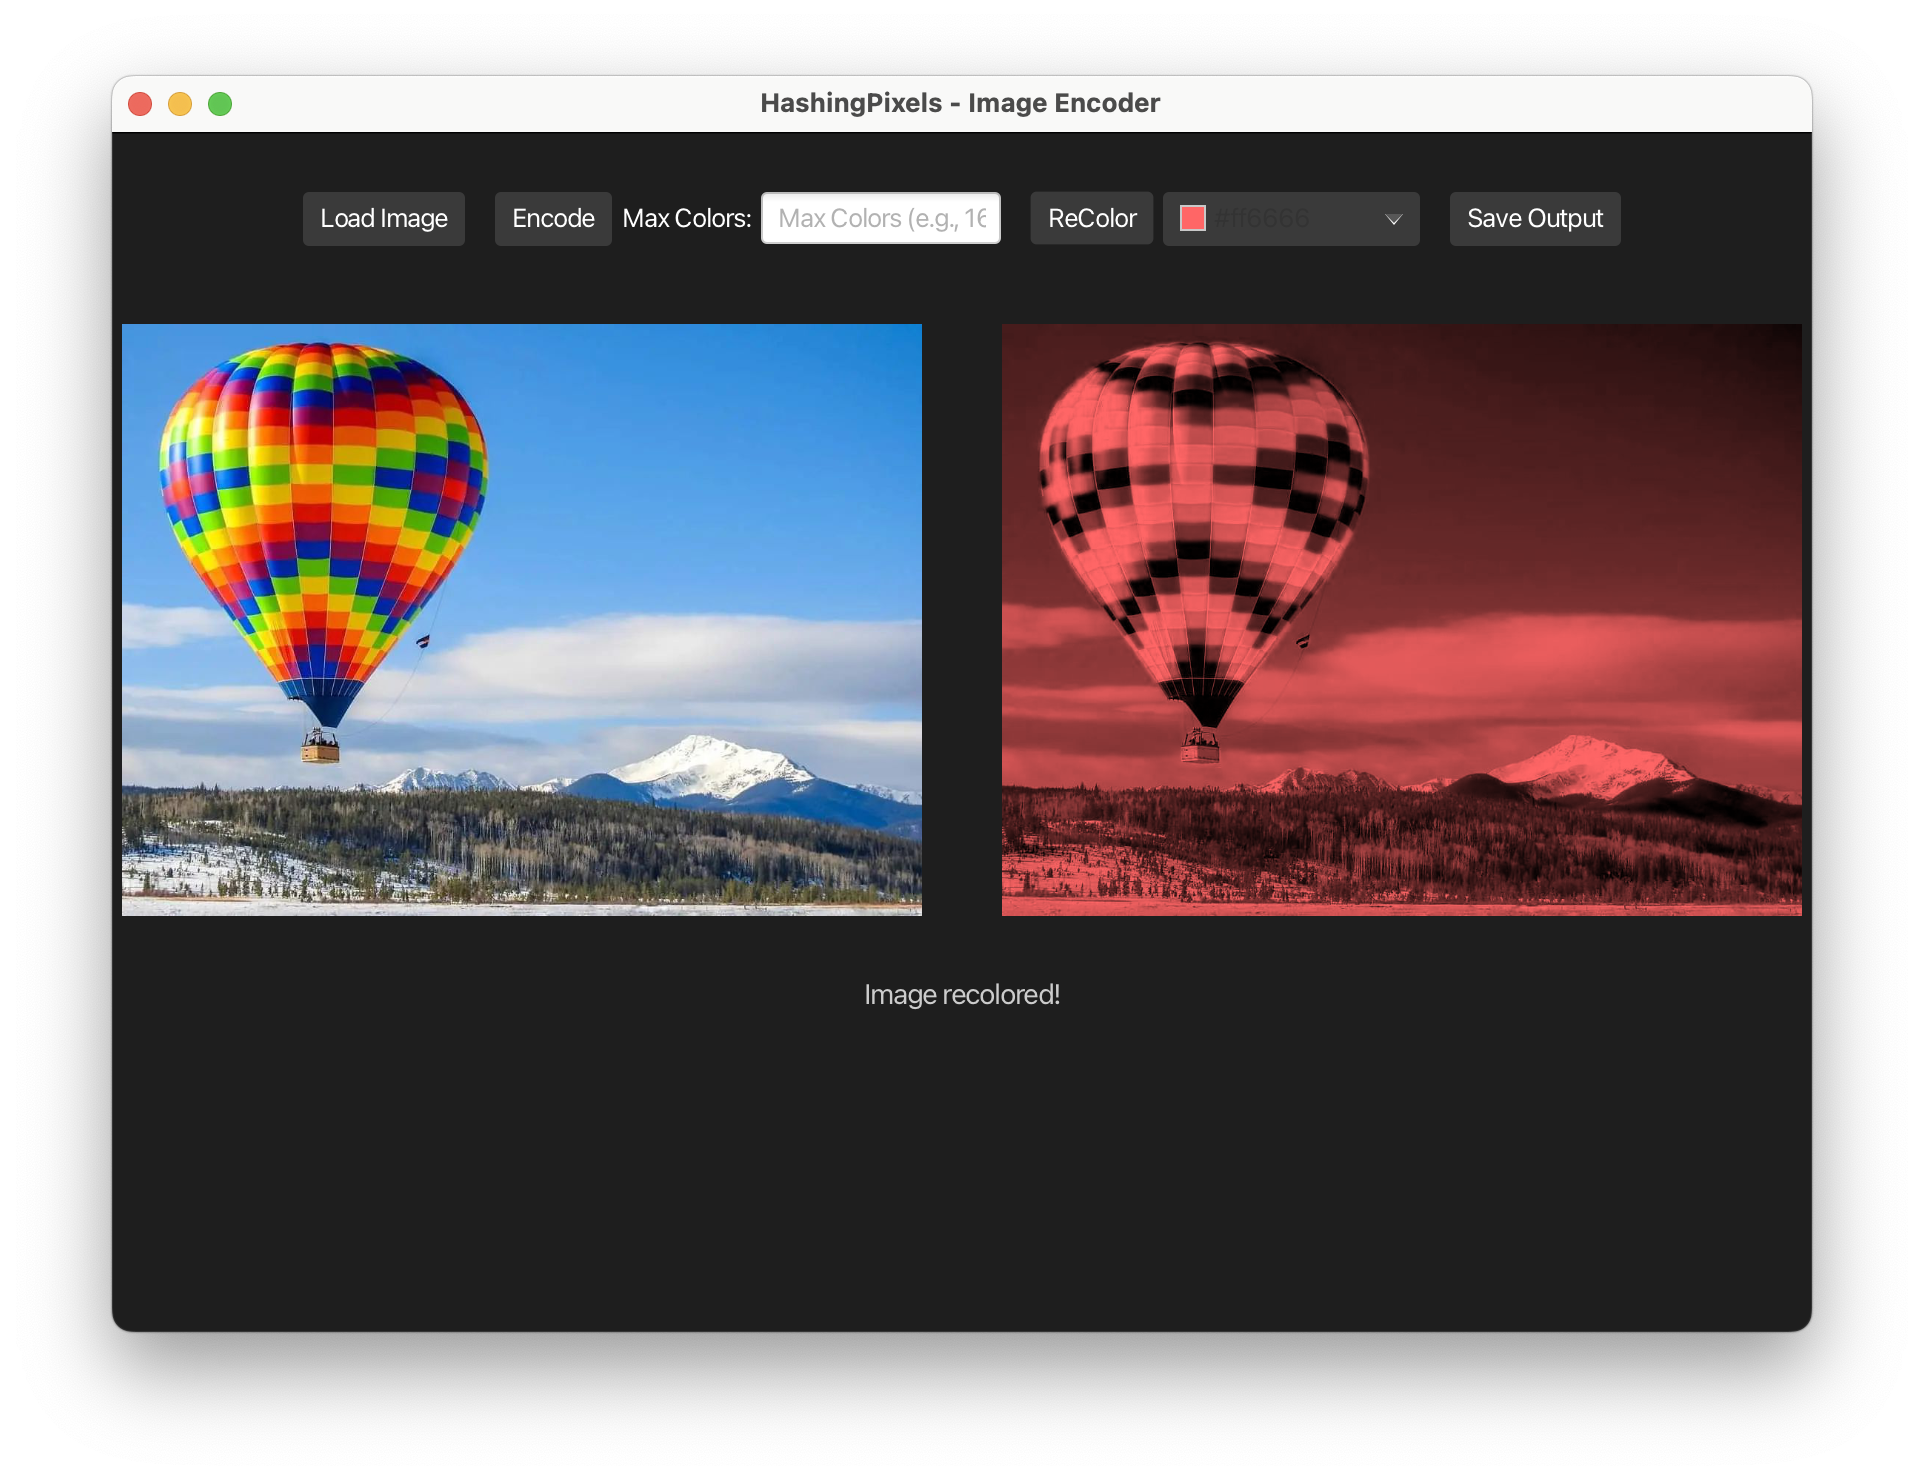 HashingPixels - Image Encoder
Load Image Encode Max Colors: Max Colors (e.g., 16 ReColor #ff6666 Save Output
Image recolored!